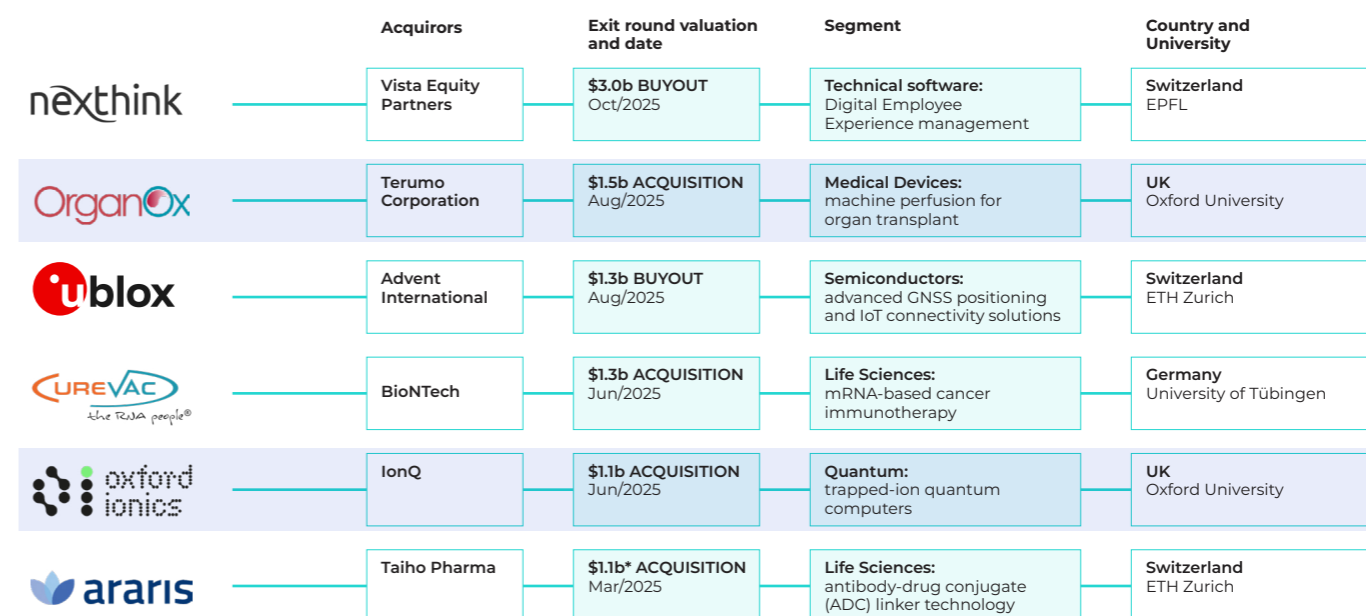 Acquirors
Exit round valuation
and date
Segment
Country and
University
nexthink
Vista Equity
Partners
$3.0b BUYOUT
Oct/2025
Technical software:
Digital Employee
Experience management
Switzerland
EPFL
OrganOx
Terumo
Corporation
$1.5b ACQUISITION
Aug/2025
Medical Devices:
machine perfusion for
organ transplant
UK
Oxford University
ublox
Advent
International
$1.3b BUYOUT
Aug/2025
Semiconductors:
advanced GNSS positioning
and IoT connectivity solutions
Switzerland
ETH Zurich
CUREVAC
the RNA people®
BioNTech
$1.3b ACQUISITION
Jun/2025
Life Sciences:
mRNA-based cancer
immunotherapy
Germany
University of Tübingen
oxford
ionics
IonQ
$1.1b ACQUISITION
Jun/2025
Quantum:
trapped-ion quantum
computers
UK
Oxford University
araris
Taiho Pharma
$1.1b* ACQUISITION
Mar/2025
Life Sciences:
antibody-drug conjugate
(ADC) linker technology
Switzerland
ETH Zurich